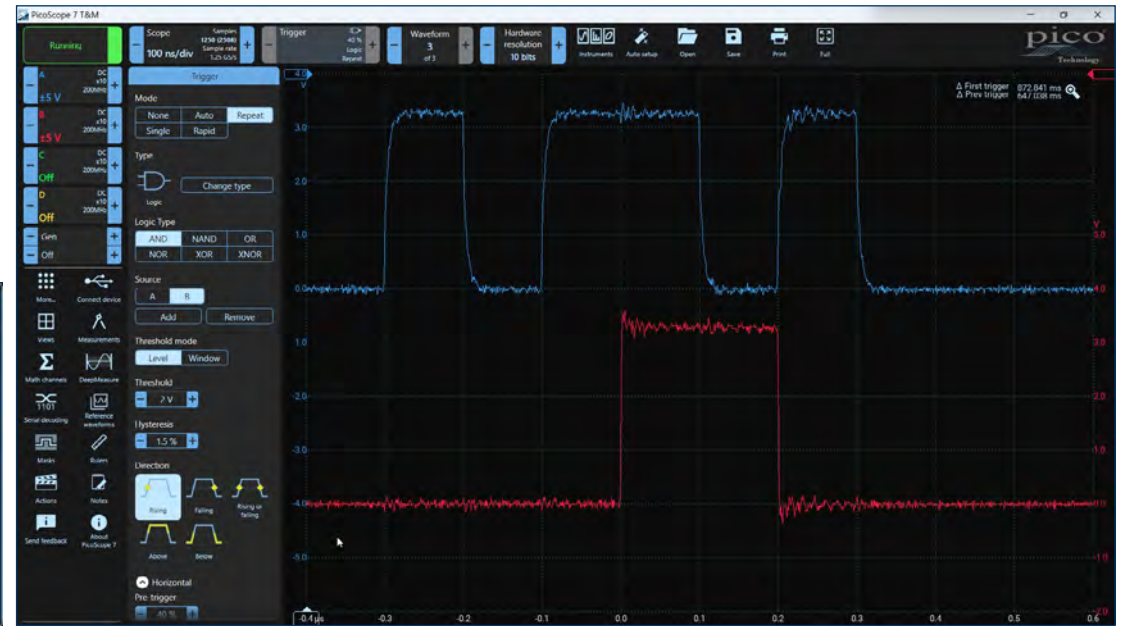 PicoScope 7 T&M
Running
Scope
100 ns/div
Samples
1250 (2500)
Sample rate
1.25 GS/s
Trigger
40 %
Logic
Repeat
Waveform
3
of 3
Hardware
resolution
10 bits
Instruments
Auto setup
Open
Save
Print
Full
pico
Technology
A
DC
x10
200MHz
±5 V
B
DC
x10
200MHz
±5 V
C
DC
x10
200MHz
Off
D
DC
x10
200MHz
Off
Gen
Off
More...
Connect device
Views
Measurements
Math channels
DeepMeasure
1101
Serial decoding
Reference
waveforms
Masks
Rulers
Actions
Notes
Send feedback
About
PicoScope 7
Trigger
Mode
None Auto Repeat
Single Rapid
Type
Logic
Change type
Logic Type
AND NAND OR
NOR XOR XNOR
Source
A B
Add Remove
Threshold mode
Level Window
Threshold
2 V
Hysteresis
1.5 %
Direction
Rising Falling Rising or
falling
Above Below
Horizontal
Pre trigger
40 %
Δ First trigger 872.841 ms
Δ Prev trigger 647.038 ms
4.0
V
3.0
2.0
1.0
0.0
-1.0
-2.0
-3.0
-4.0
-5.0
V
5.0
4.0
3.0
2.0
1.0
0.0
-1.0
-2.0
-0.4 µs -0.3 -0.2 -0.1 0.0 0.1 0.2 0.3 0.4 0.5 0.6